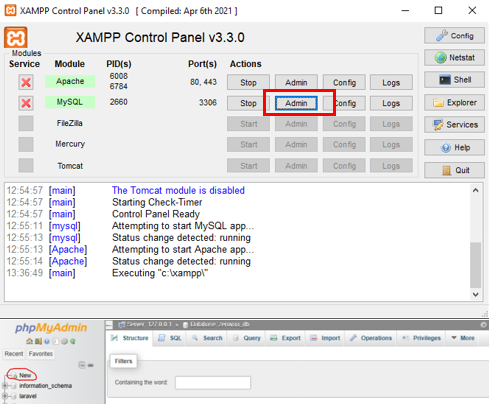 XAMPP Control Panel v3.3.0 [ Compiled: Apr 6th 2021 ]
XAMPP Control Panel v3.3.0
Config
Modules
Service Module PID(s) Port(s) Actions
Netstat
Apache 6008 6784 80, 443 Stop Admin Config Logs
Shell
MySQL 2660 3306 Stop Admin Config Logs
Explorer
FileZilla Start Admin Config Logs
Services
Mercury Start Admin Config Logs
Help
Tomcat Start Admin Config Logs
Quit
12:54:57 [main] The Tomcat module is disabled
12:54:57 [main] Starting Check-Timer
12:54:57 [main] Control Panel Ready
12:55:11 [mysql] Attempting to start MySQL app...
12:55:13 [mysql] Status change detected: running
12:55:13 [Apache] Attempting to start Apache app...
12:55:14 [Apache] Status change detected: running
13:36:49 [main] Executing "c:\xampp\"
phpMyAdmin
Server: 127.0.0.1 » Database:
Structure SQL Search Query Export Import Operations Privileges More
Recent Favorites
Filters
New
Containing the word:
information_schema
laravel